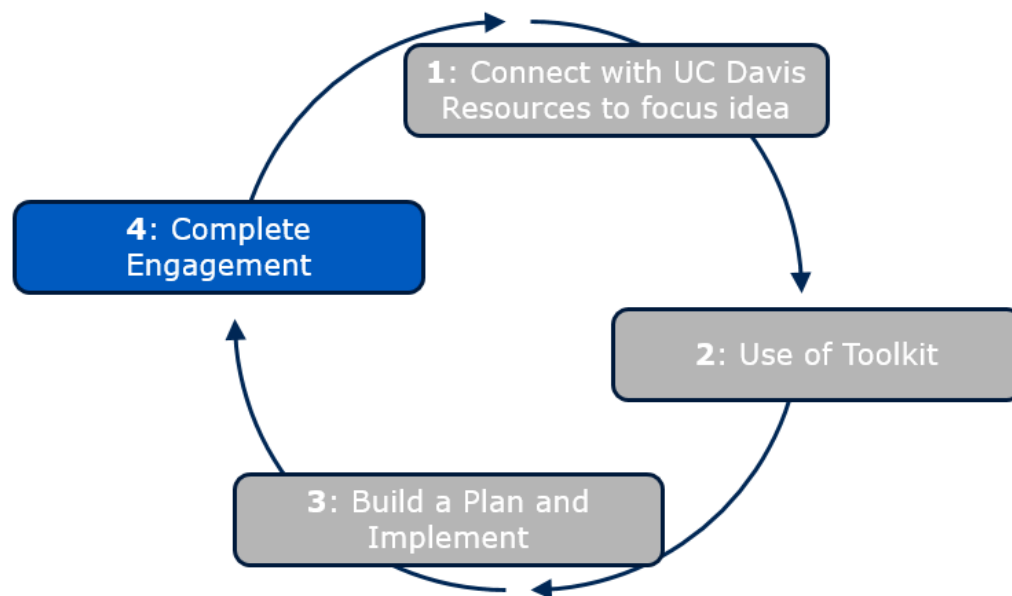 1: Connect with UC Davis
Resources to focus idea
4: Complete
Engagement
2: Use of Toolkit
3: Build a Plan and
Implement